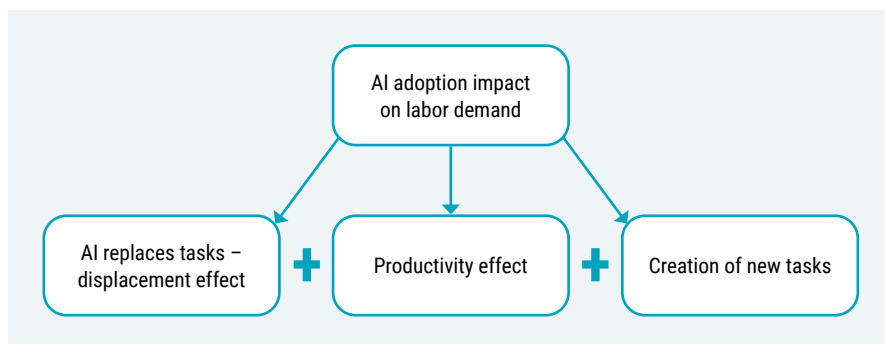 AI adoption impact
on labor demand
AI replaces tasks –
displacement effect
Productivity effect
Creation of new tasks